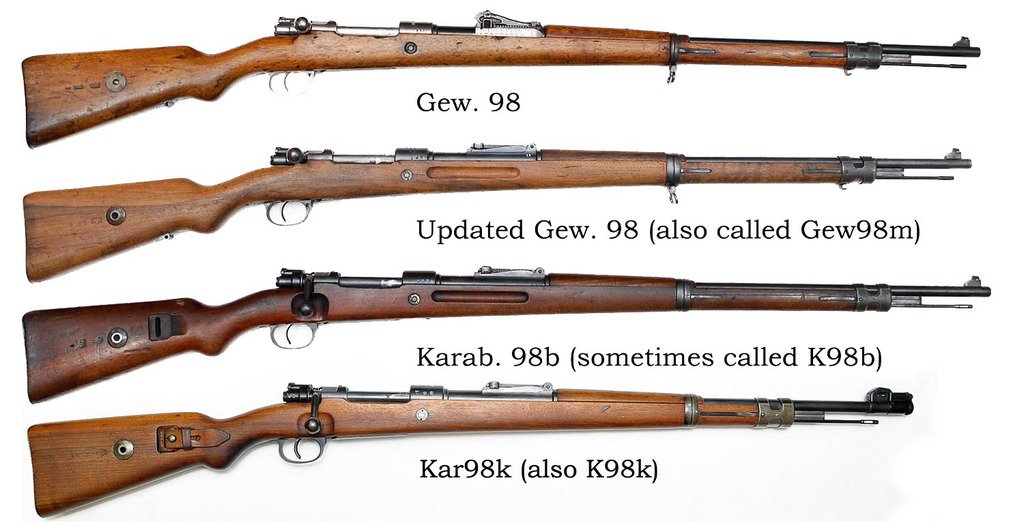 Gew. 98
Updated Gew. 98 (also called Gew98m)
Karab. 98b (sometimes called K98b)
Kar98k (also K98k)